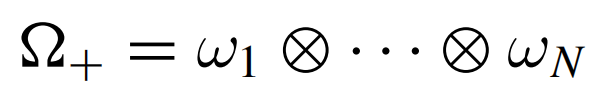 Ω₊ = ω₁ ⊗ ··· ⊗ ω_N